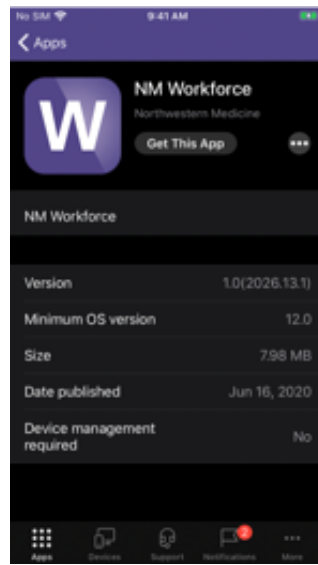 No SIM 9:41 AM
Apps
W
NM Workforce
Northwestern Medicine
Get This App
NM Workforce
Version 1.0(2026.13.1)
Minimum OS version 12.0
Size 7.98 MB
Date published Jun 16, 2020
Device management No
required
2
Apps Devices Support Notifications More